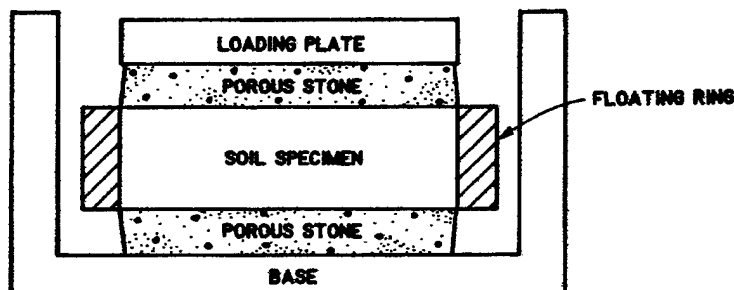 LOADING PLATE
POROUS STONE
FLOATING RING
SOIL SPECIMEN
POROUS STONE
BASE